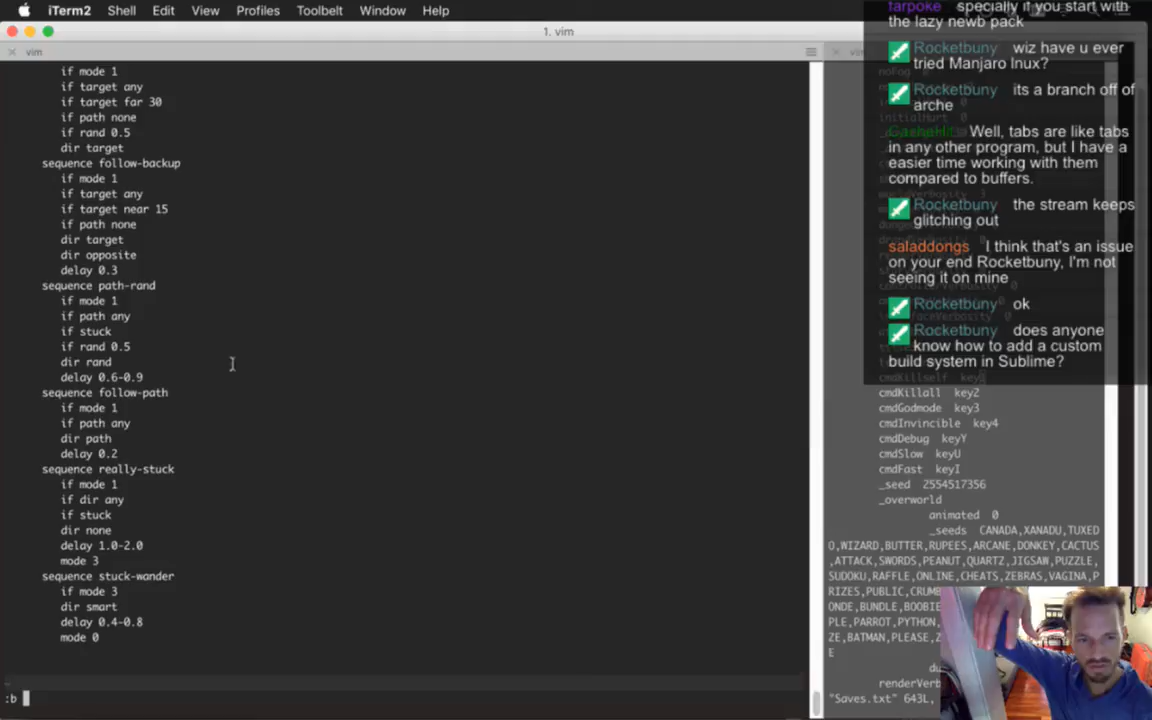 iTerm2 Shell Edit View Profiles Toolbelt Window Help
1. vim
vim
if mode 1
if target any
if target far 30
if path none
if rand 0.5
dir target
sequence follow-backup
if mode 1
if target any
if target near 15
if path none
dir target
dir opposite
delay 0.3
sequence path-rand
if mode 1
if path any
if stuck
if rand 0.5
dir rand
delay 0.6-0.9
sequence follow-path
if mode 1
if path any
dir path
delay 0.2
sequence really-stuck
if mode 1
if dir any
if stuck
dir none
delay 1.0-2.0
mode 3
sequence stuck-wander
if mode 3
dir smart
delay 0.4-0.8
mode 0
:b
farpoke specially if you start with
the lazy newb pack
Rocketbuny wiz have u ever
tried Manjaro lnux?
Rocketbuny its a branch off of
arche
Well, tabs are like tabs
in any other program, but I have a
easier time working with them
compared to buffers.
Rocketbuny the stream keeps
glitching out
saladdongs I think that's an issue
on your end Rocketbuny, I'm not
seeing it on mine
Rocketbuny ok
Rocketbuny does anyone
know how to add a custom
build system in Sublime?
cmdKillself
cmdKillall key2
cmdGodmode key3
cmdInvincible key4
cmdDebug keyY
cmdSlow keyU
cmdFast keyI
_seed 2554517356
_overworld
animated 0
_seeds CANADA,XANADU,TUXED
O,WIZARD,BUTTER,RUPEES,ARCANE,DONKEY,CACTUS
,ATTACK,SWORDS,PEANUT,QUARTZ,JIGSAW,PUZZLE,
SUDOKU,RAFFLE,ONLINE,CHEATS,ZEBRAS,VAGINA,P
RIZES,PUBLIC,CRUMB
ONDE,BUNDLE,BOOBIE
PLE,PARROT,PYTHON,
ZE,BATMAN,PLEASE,Z
E
du
renderVerb
"Saves.txt" 643L,